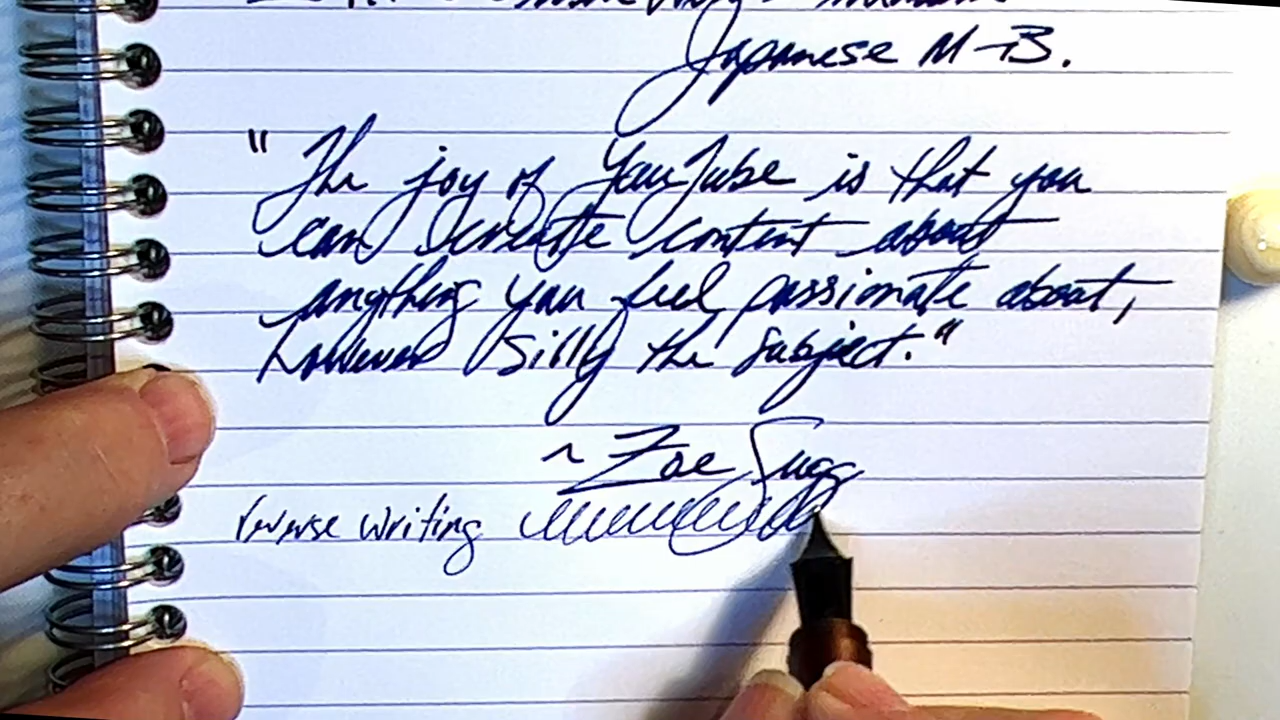 Japanese M-B.
" The joy of YouTube is that you
can create content about
anything you feel passionate about,
however silly the subject."
~ Zoe Sugg
reverse writing